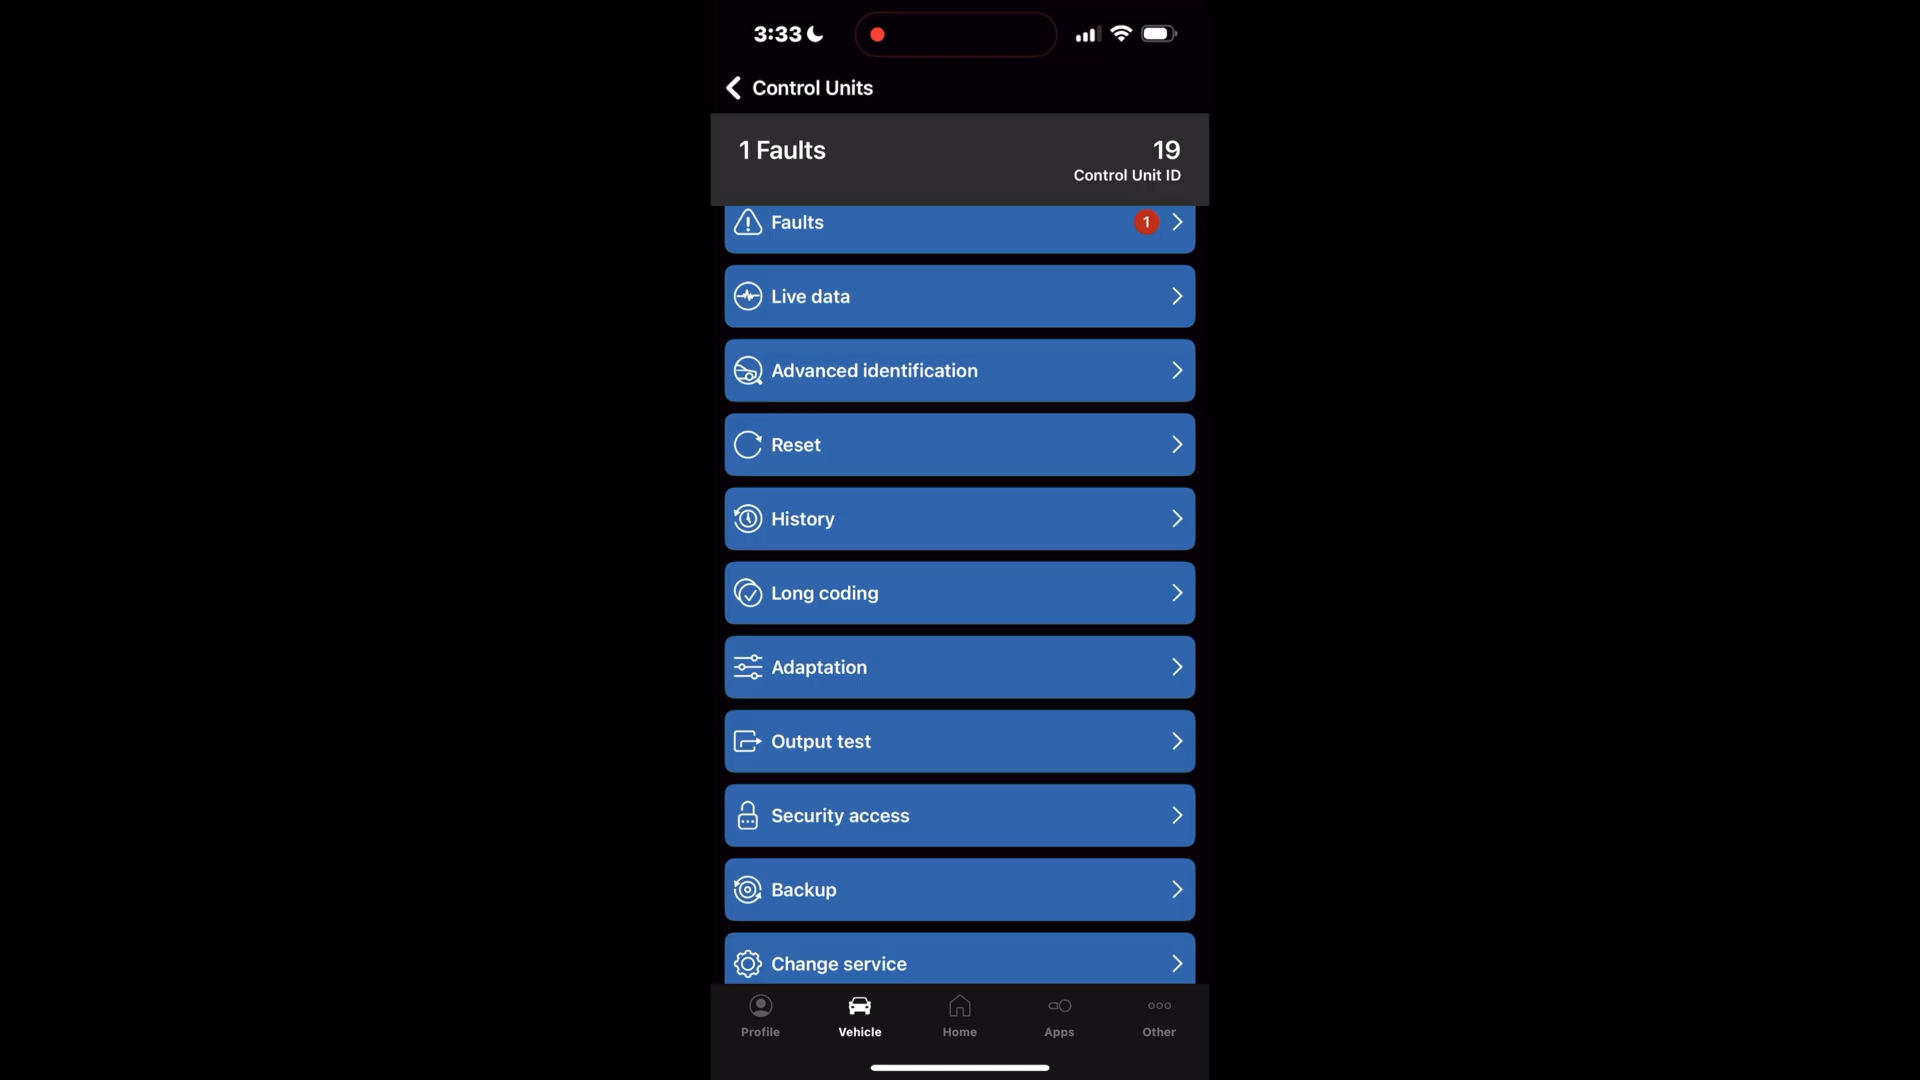 3:33
Control Units
1 Faults
19
Control Unit ID
Faults
1
Live data
Advanced identification
Reset
History
Long coding
Adaptation
Output test
Security access
Backup
Change service
Profile
Vehicle
Home
Apps
Other